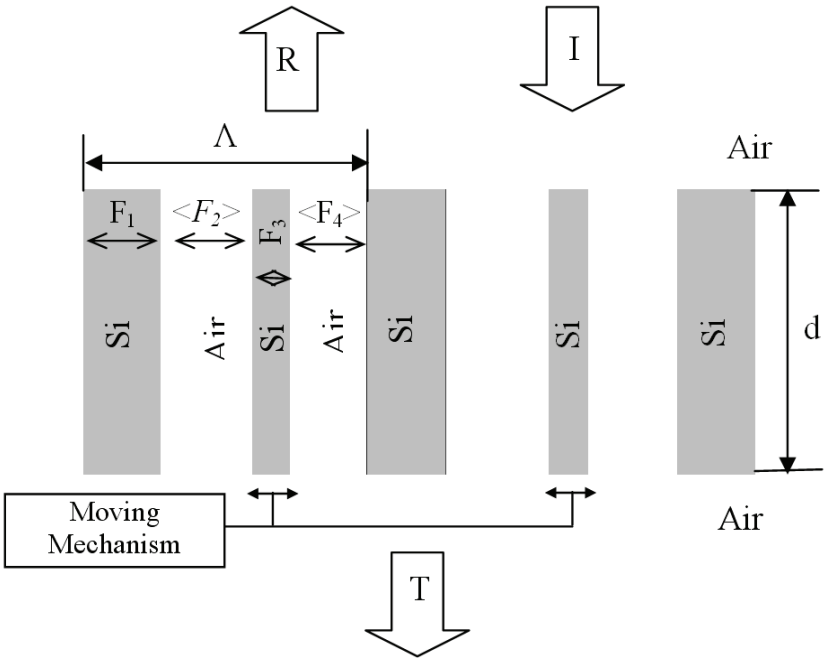 R
I
Λ
Air
F₁
<F₂>
F₃
<F₄>
Si
Air
Si
Air
Si
Si
Si
d
Moving
Mechanism
Air
T